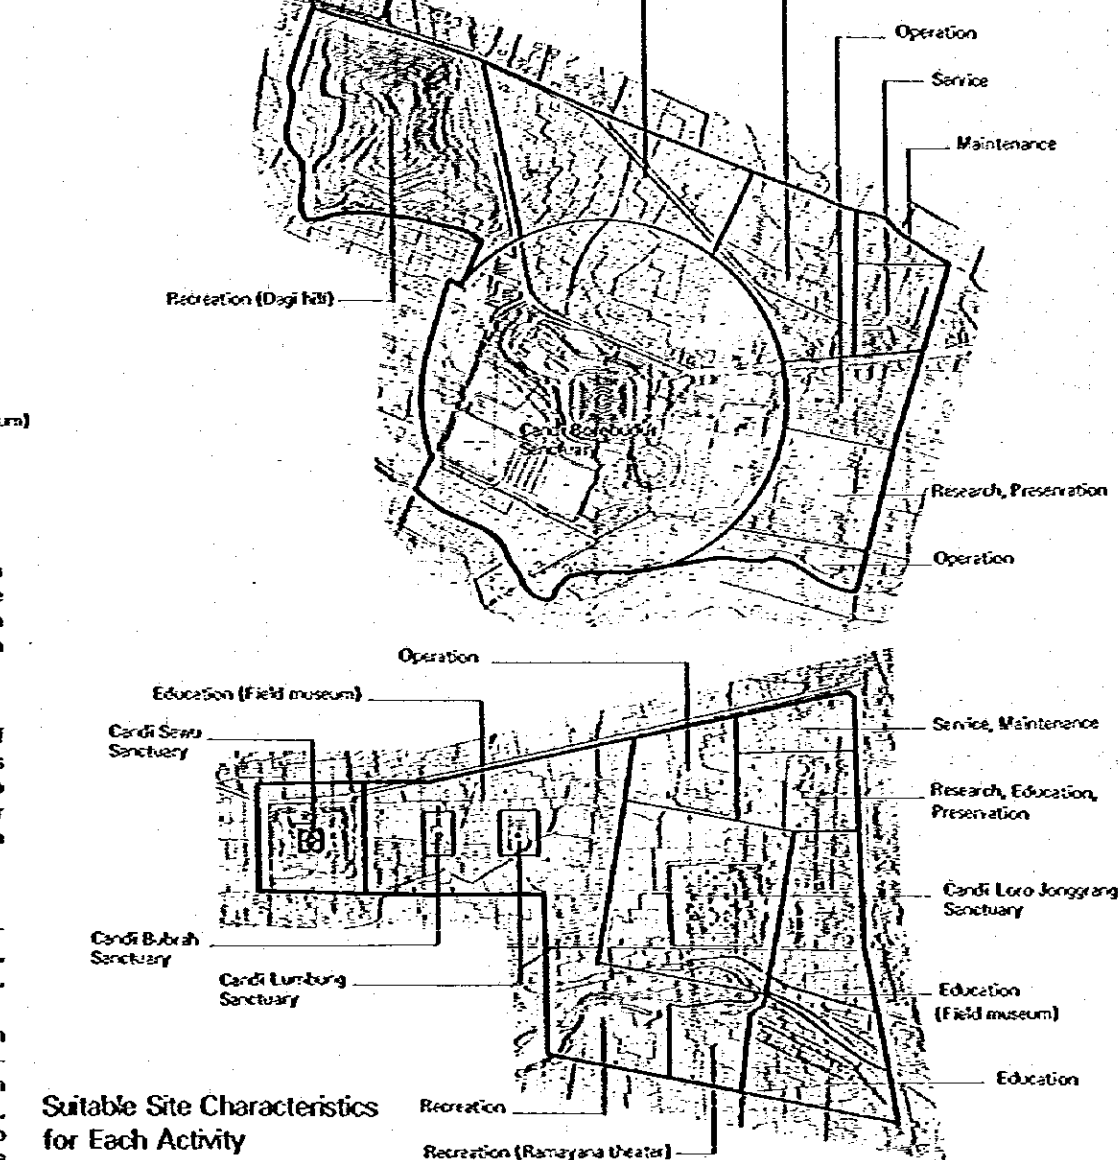 Operation
Service
Maintenance
Recreation (Dagi hill)
Candi Borobudur
Sanctuary
Research, Preservation
Operation
Operation
Education (Field museum)
Candi Sewu
Sanctuary
Service, Maintenance
Research, Education,
Preservation
Candi Loro Jonggrang
Sanctuary
Candi Bubrah
Sanctuary
Candi Lumbung
Sanctuary
Education
(Field museum)
Education
Recreation
Recreation (Ramayana theater)
Suitable Site Characteristics
for Each Activity